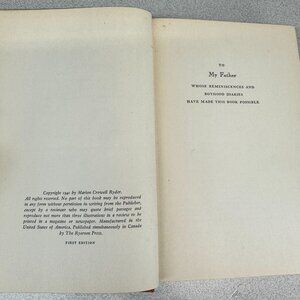 Copyright 1941 by Marion Crowell Ryder.
All rights reserved. No part of this book may be reproduced
in any form without permission in writing from the Publisher,
except by a reviewer who may quote brief passages and
reproduce not more than three illustrations in a review to be
printed in a magazine or newspaper. Manufactured in the
United States of America. Published simultaneously in Canada
by The Ryerson Press.
FIRST EDITION
TO
My Father
WHOSE REMINISCENCES AND
BOYHOOD DIARIES
HAVE MADE THIS BOOK POSSIBLE.